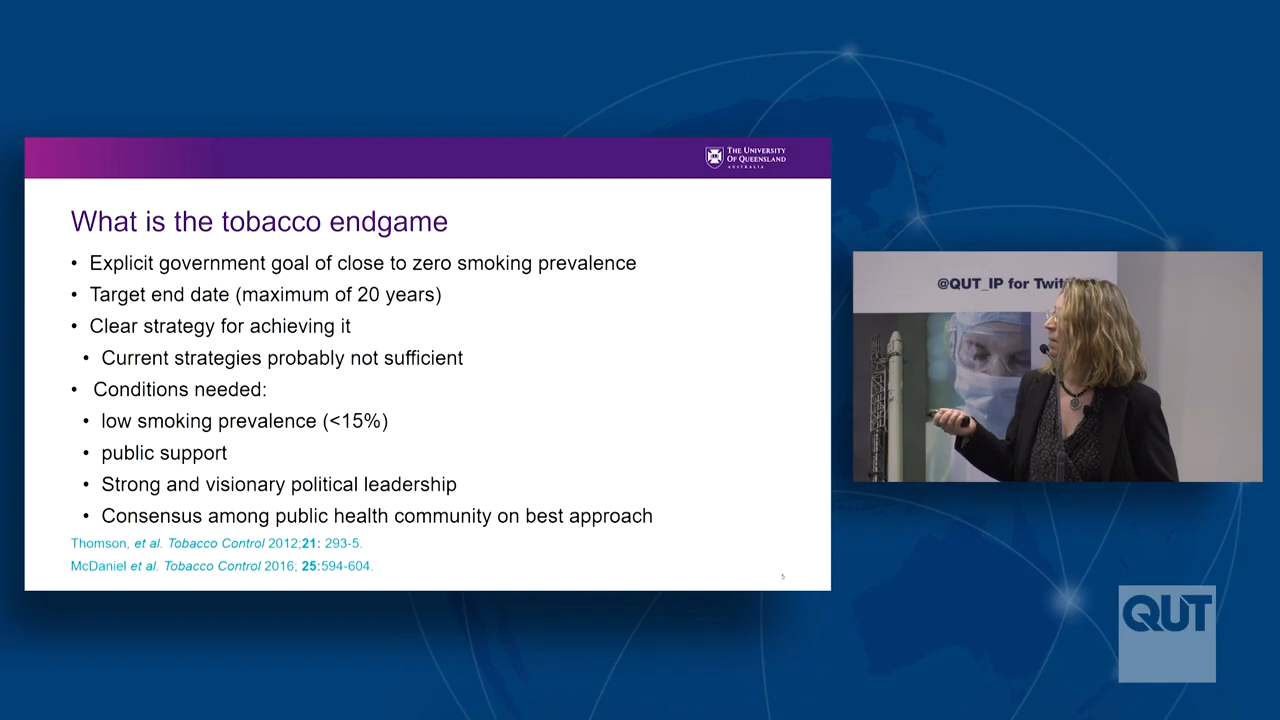 THE UNIVERSITY
OF QUEENSLAND
AUSTRALIA
What is the tobacco endgame
• Explicit government goal of close to zero smoking prevalence
• Target end date (maximum of 20 years)
• Clear strategy for achieving it
• Current strategies probably not sufficient
• Conditions needed:
• low smoking prevalence (<15%)
• public support
• Strong and visionary political leadership
• Consensus among public health community on best approach
Thomson, et al. Tobacco Control 2012;21: 293-5.
McDaniel et al. Tobacco Control 2016; 25:594-604.
5
@QUT_IP for
QUT